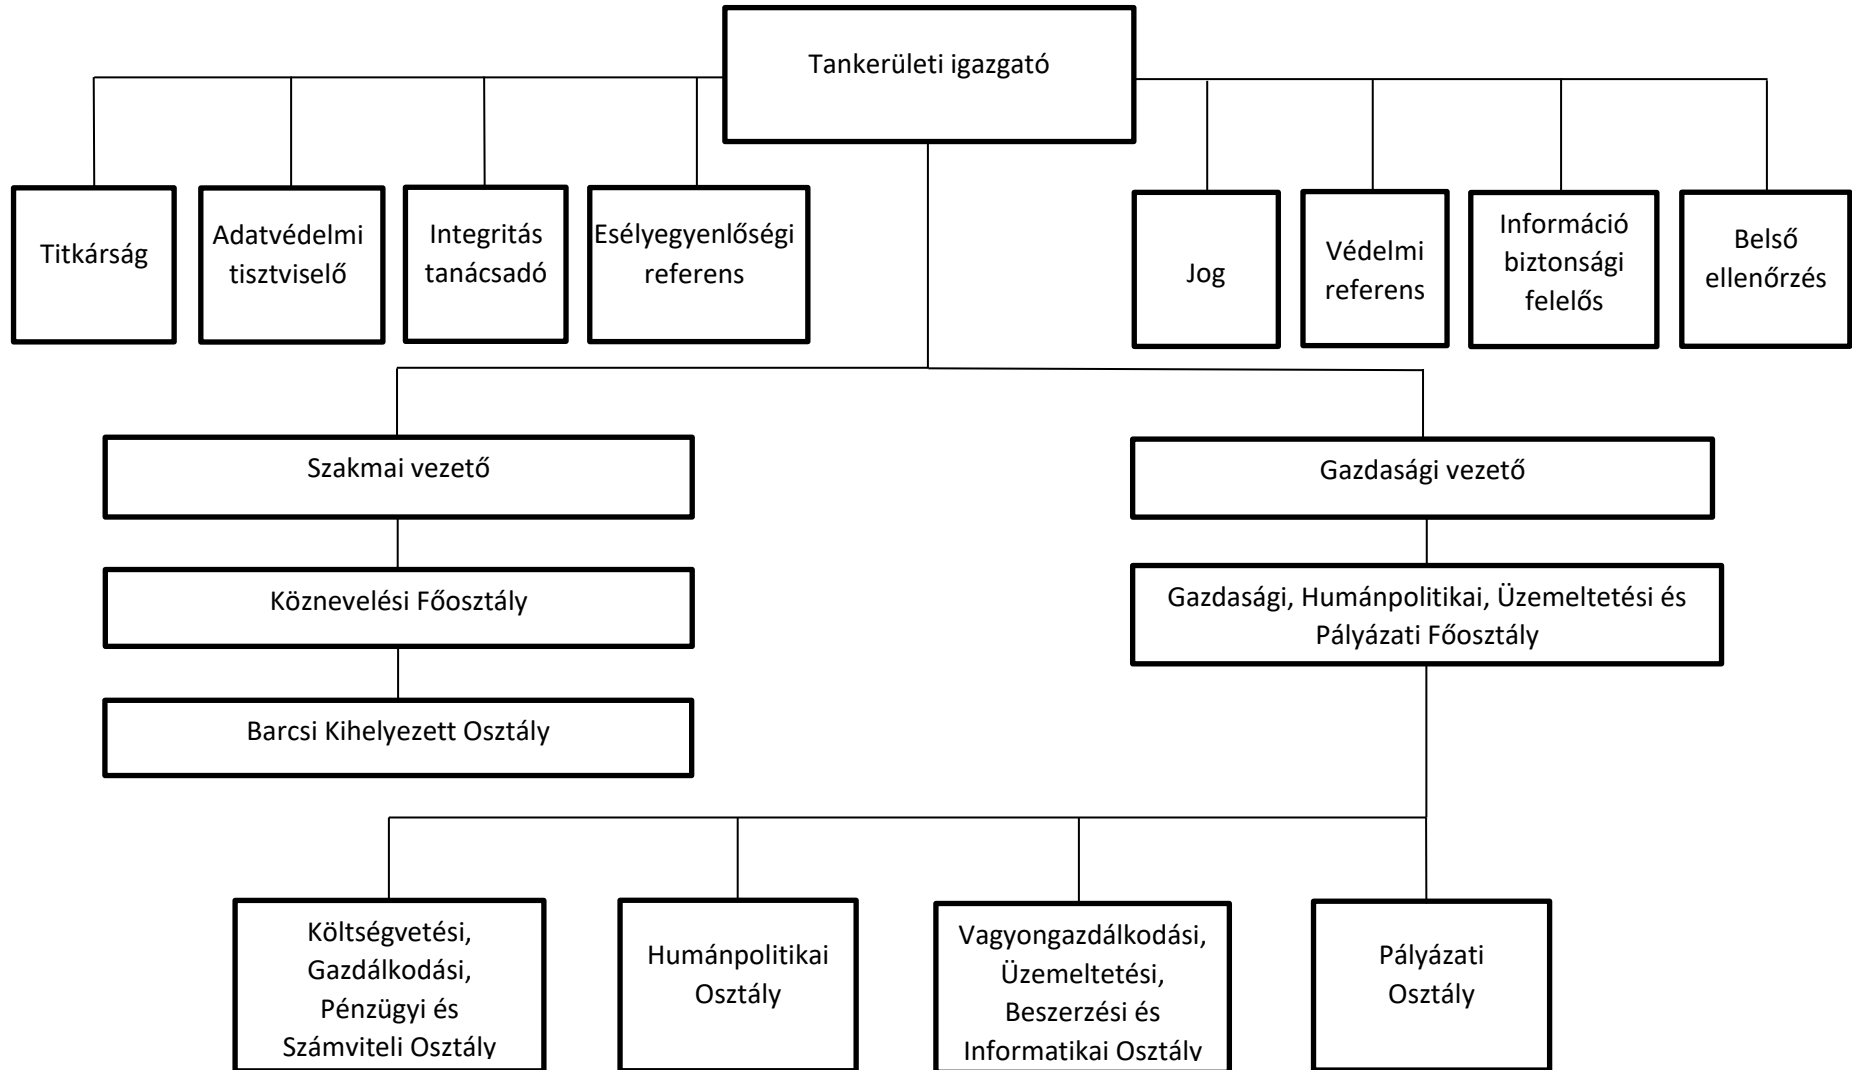 Tankerületi igazgató
Titkárság
Adatvédelmi
tisztviselő
Integritás
tanácsadó
Esélyegyenlőségi
referens
Jog
Védelmi
referens
Információ
biztonsági
felelős
Belső
ellenőrzés
Szakmai vezető
Gazdasági vezető
Köznevelési Főosztály
Gazdasági, Humánpolitikai, Üzemeltetési és
Pályázati Főosztály
Barcsi Kihelyezett Osztály
Költségvetési,
Gazdálkodási,
Pénzügyi és
Számviteli Osztály
Humánpolitikai
Osztály
Vagyongazdálkodási,
Üzemeltetési,
Beszerzési és
Informatikai Osztály
Pályázati
Osztály